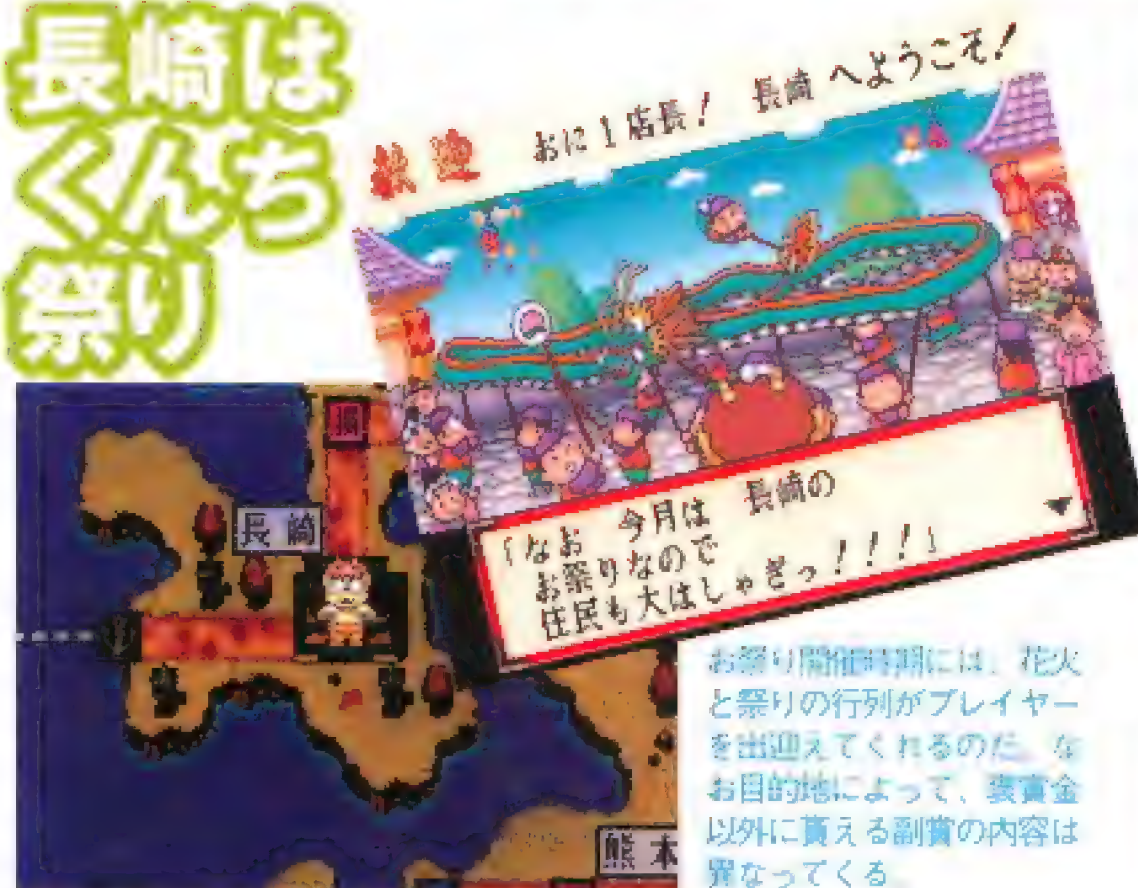 長崎は
くんち
祭り
歓迎 おに1店長! 長崎へようこそ!
「なお 今月は 長崎の
お祭りなので
住民も大はしゃぎっ!!!」
長崎
熊本
お祭り開催時期には、花火
と祭りの行列がプレイヤー
を出迎えてくれるのだ。な
お目的地によって、褒賞金
以外に貰える副賞の内容は
異なってくる